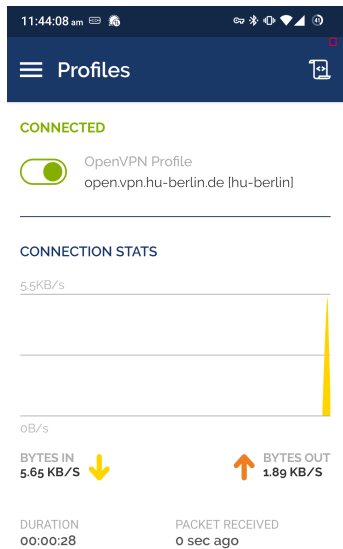 11:44:08 am
Profiles
CONNECTED
OpenVPN Profile
open.vpn.hu-berlin.de [hu-berlin]
CONNECTION STATS
5.5KB/s
0B/s
BYTES IN
5.65 KB/S
BYTES OUT
1.89 KB/S
DURATION
00:00:28
PACKET RECEIVED
0 sec ago